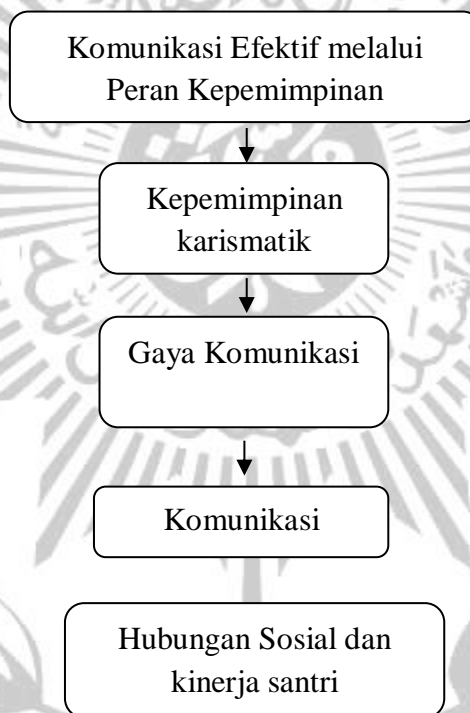 Komunikasi Efektif melalui
Peran Kepemimpinan
Kepemimpinan
karismatik
Gaya Komunikasi
Komunikasi
Hubungan Sosial dan
kinerja santri